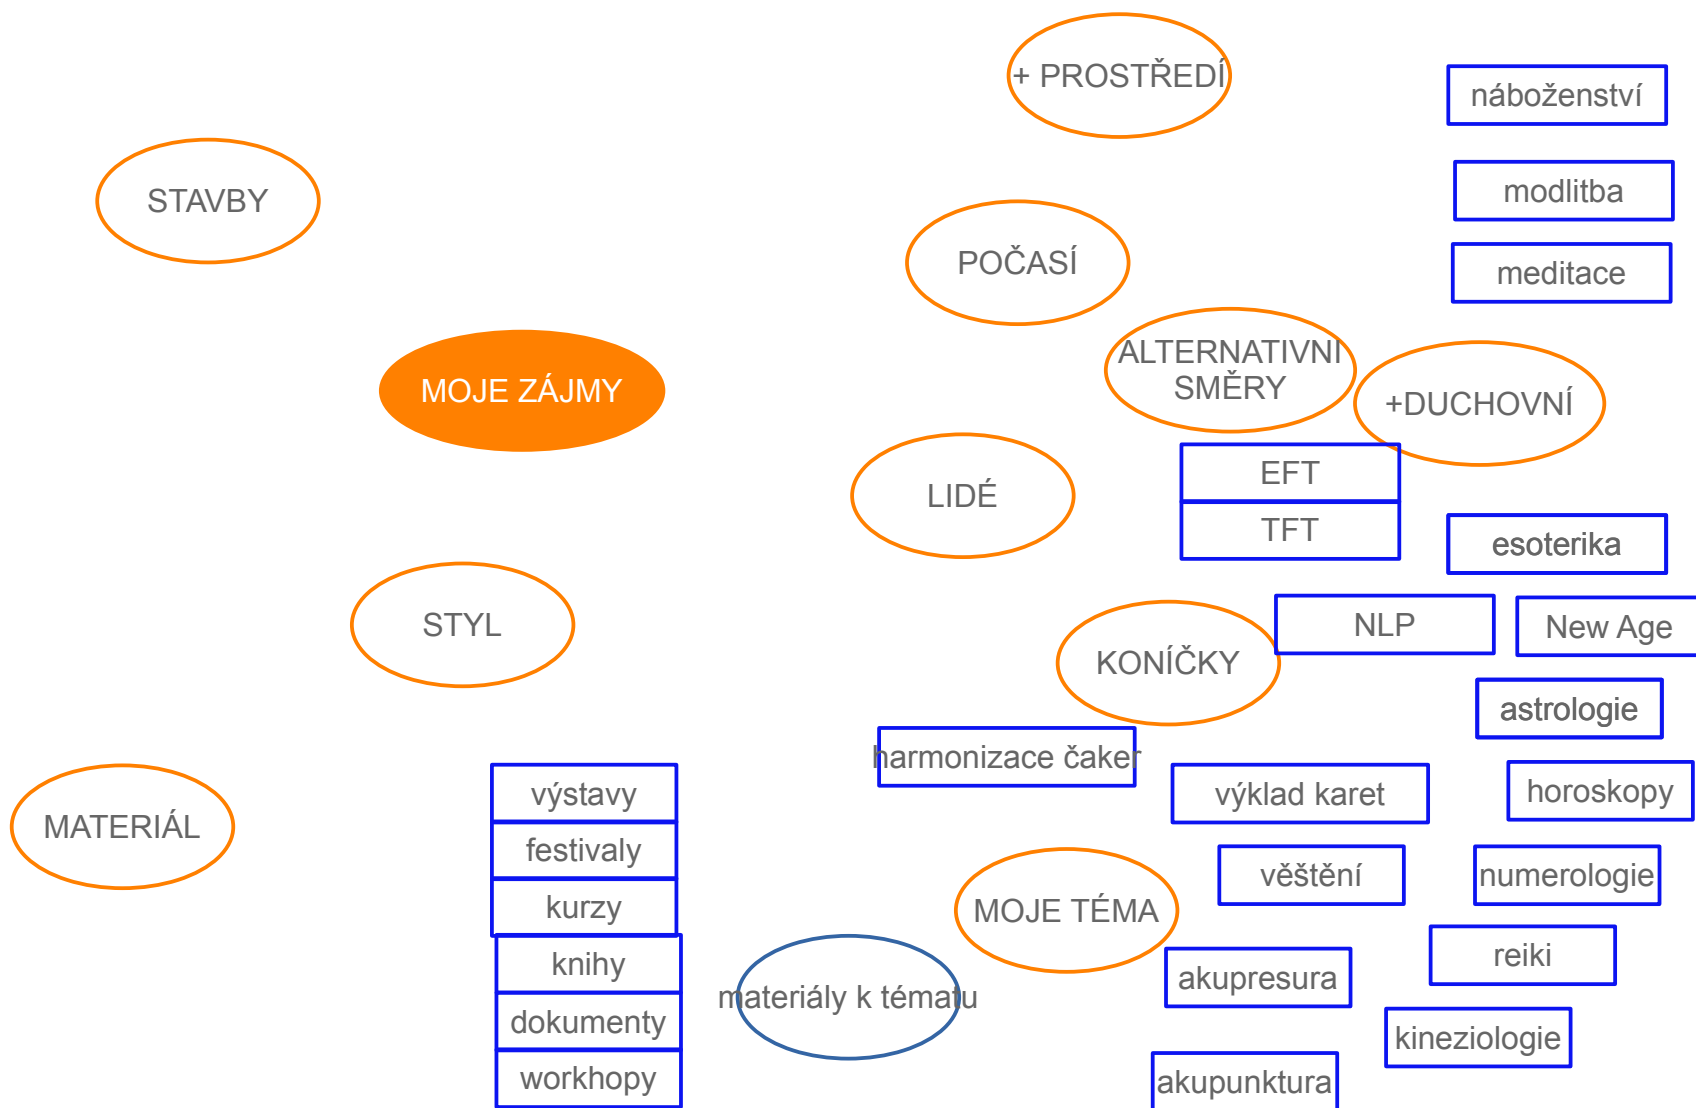 + PROSTŘEDÍ
náboženství
STAVBY
modlitba
POČASÍ
meditace
ALTERNATIVNI
SMĚRY
MOJE ZÁJMY
+DUCHOVNÍ
EFT
LIDÉ
TFT
esoterika
STYL
NLP
New Age
KONÍČKY
astrologie
harmonizace čaker
výstavy
výklad karet
horoskopy
MATERIÁL
festivaly
věštění
numerologie
kurzy
MOJE TÉMA
knihy
reiki
akupresura
materiály k tématu
dokumenty
kineziologie
workhopy
akupunktura